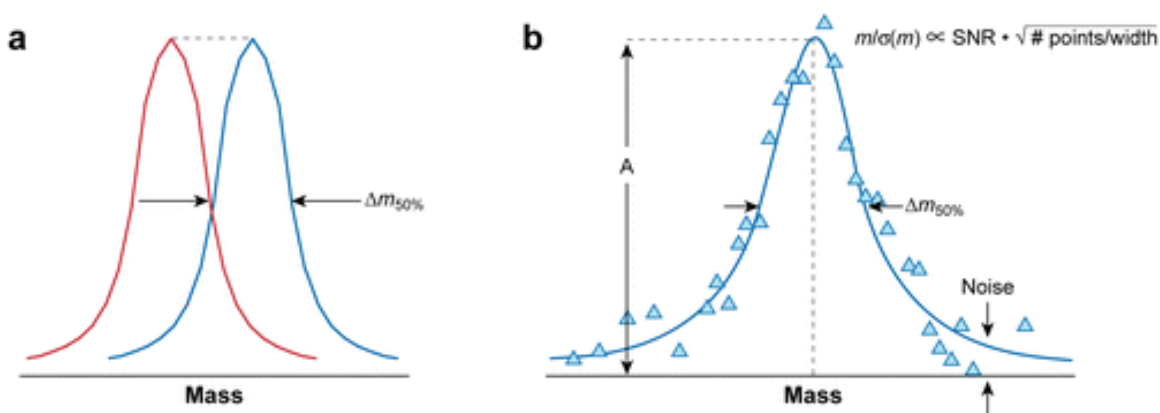 a
Δm50%
Mass
b
m/σ(m) ∝ SNR • √# points/width
A
Δm50%
Noise
Mass